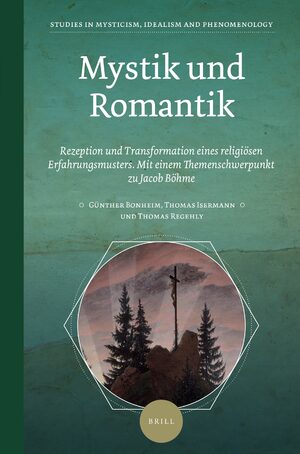 STUDIES IN MYSTICISM, IDEALISM AND PHENOMENOLOGY
Mystik und
Romantik
Rezeption und Transformation eines religiösen
Erfahrungsmusters. Mit einem Themenschwerpunkt
zu Jacob Böhme
GÜNTHER BONHEIM, THOMAS ISERMANN
UND THOMAS REGEHLY
BRILL